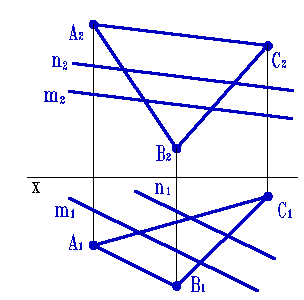 A₂
n₂
C₂
m₂
B₂
x
n₁
m₁
C₁
A₁
B₁